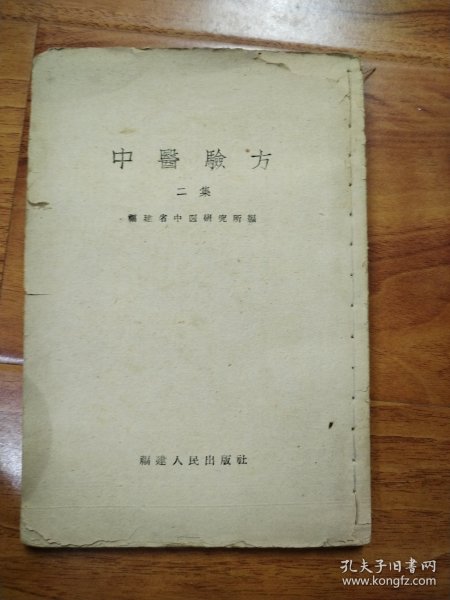 中醫驗方
二集
福建省中医研究所編
福建人民出版社
孔夫子旧书网
www.kongfz.com